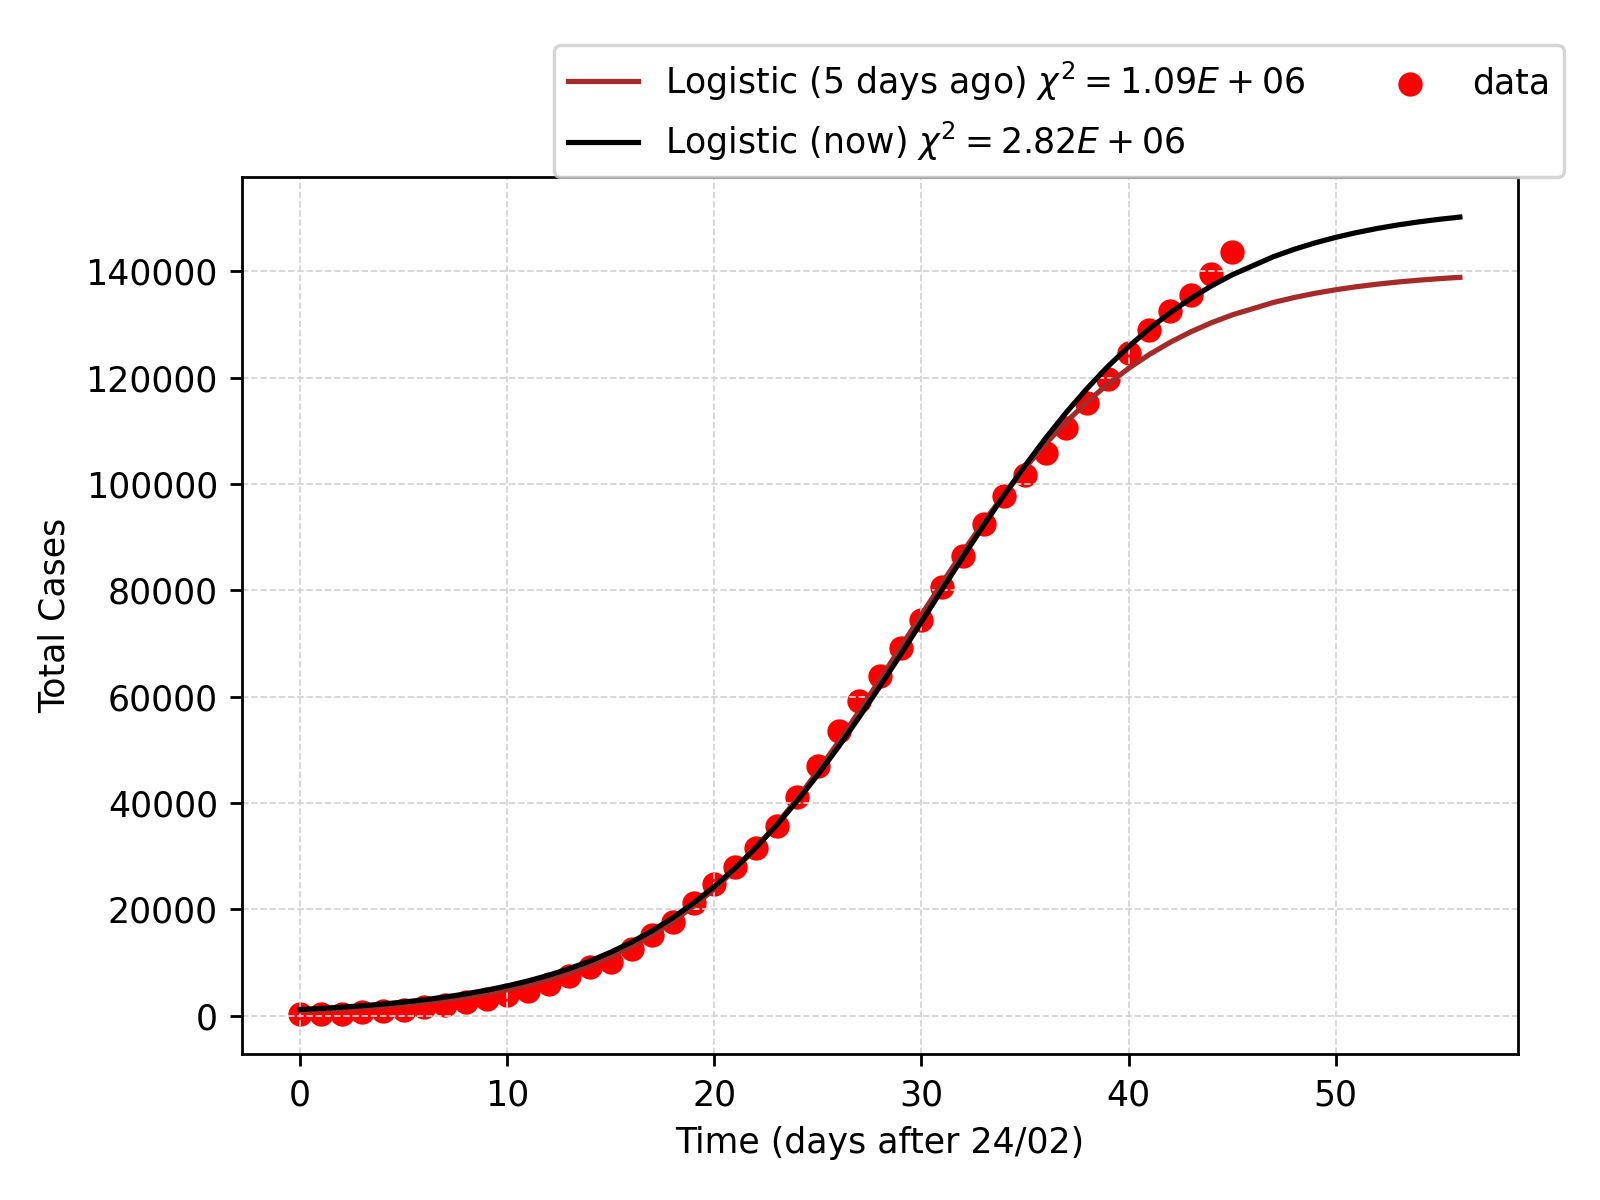 Logistic (5 days ago) χ² = 1.09E + 06
data
Logistic (now) χ² = 2.82E + 06
140000
120000
100000
80000
60000
40000
20000
0
Total Cases
0 10 20 30 40 50
Time (days after 24/02)